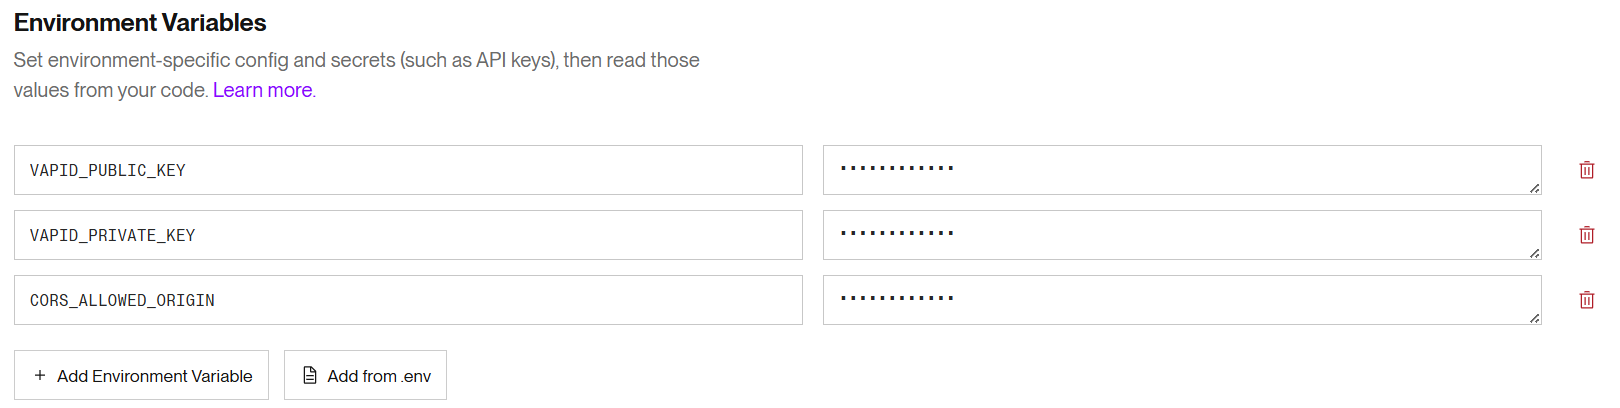 Environment Variables
Set environment-specific config and secrets (such as API keys), then read those
values from your code. Learn more.
VAPID_PUBLIC_KEY ············
VAPID_PRIVATE_KEY ············
CORS_ALLOWED_ORIGIN ············
+ Add Environment Variable Add from .env